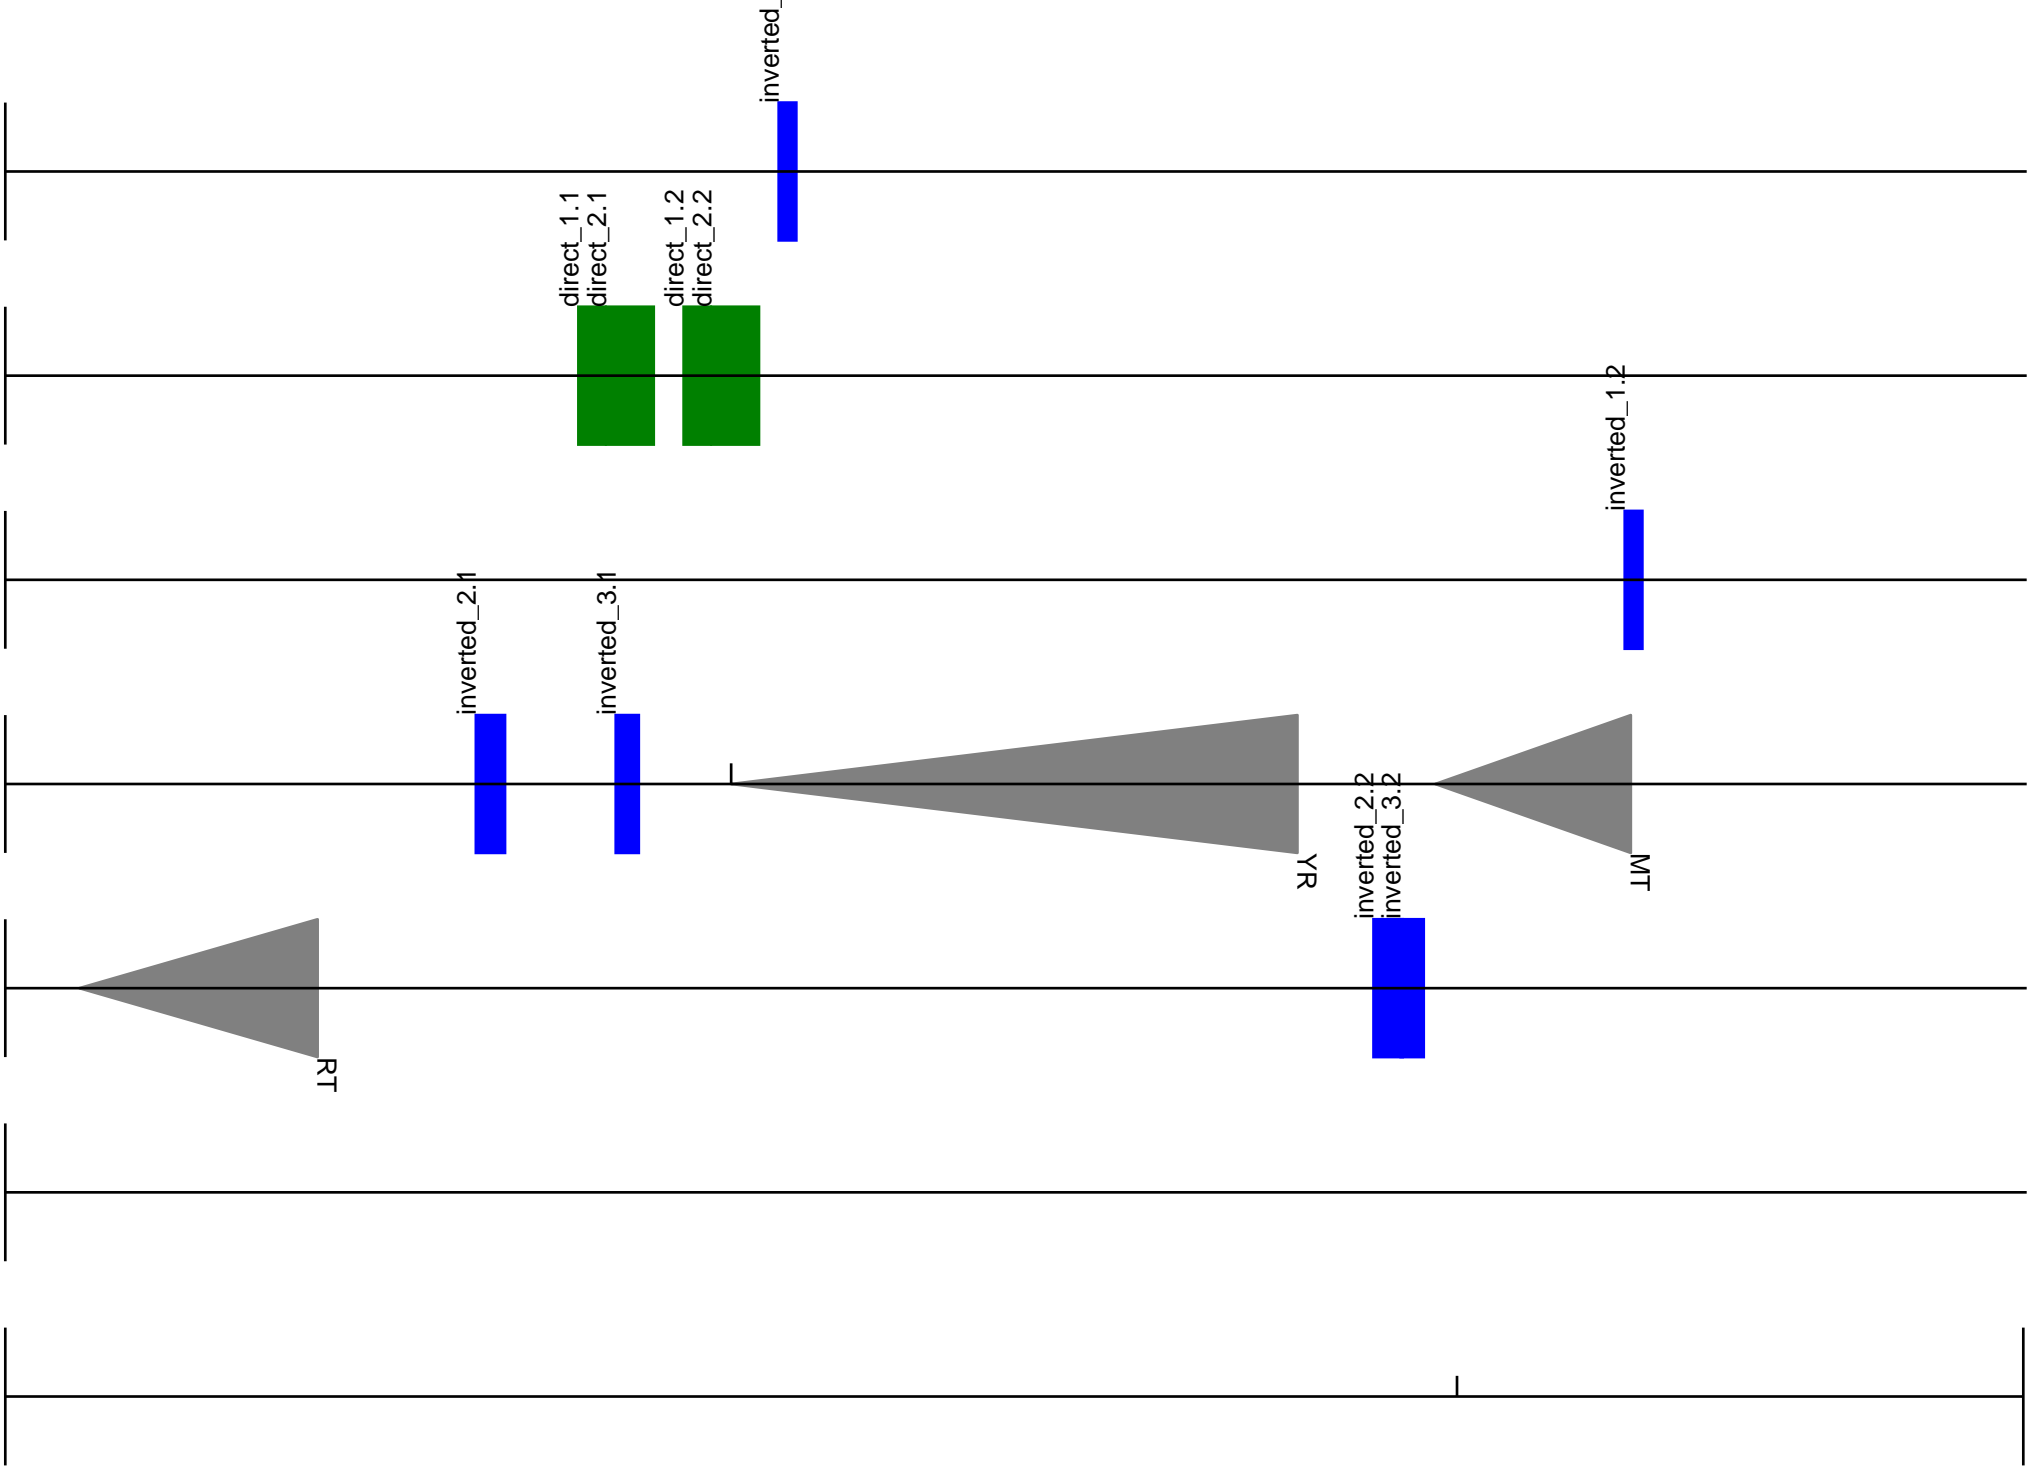 inverted_
direct_1.1
direct_2.1
direct_1.2
direct_2.2
inverted_1.2
inverted_2.1
inverted_3.1
YR
MT
inverted_2.2
inverted_3.2
RT